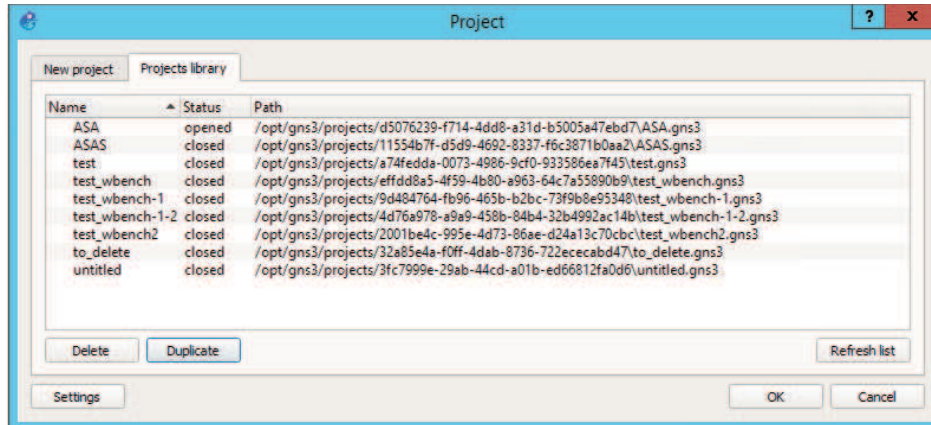 Project
? x
New project Projects library
Name Status Path
ASA opened /opt/gns3/projects/d5076239-f714-4dd8-a31d-b5005a47ebd7\ASA.gns3
ASAS closed /opt/gns3/projects/11554b7f-d5d9-4692-8337-f6c3871b0aa2\ASAS.gns3
test closed /opt/gns3/projects/a74fedda-0073-4986-9cf0-933586ea7f45\test.gns3
test_wbench closed /opt/gns3/projects/effdd8a5-4f59-4b80-a963-64c7a55890b9\test_wbench.gns3
test_wbench-1 closed /opt/gns3/projects/9d484764-fb96-465b-b2bc-73f9b8e95348\test_wbench-1.gns3
test_wbench-1-2 closed /opt/gns3/projects/4d76a978-a9a9-458b-84b4-32b4992ac14b\test_wbench-1-2.gns3
test_wbench2 closed /opt/gns3/projects/2001be4c-995e-4d73-86ae-d24a13c70cbc\test_wbench2.gns3
to_delete closed /opt/gns3/projects/32a85e4a-f0ff-4dab-8736-722ececabd47\to_delete.gns3
untitled closed /opt/gns3/projects/3fc7999e-29ab-44cd-a01b-ed66812fa0d6\untitled.gns3
Delete Duplicate Refresh list
Settings OK Cancel